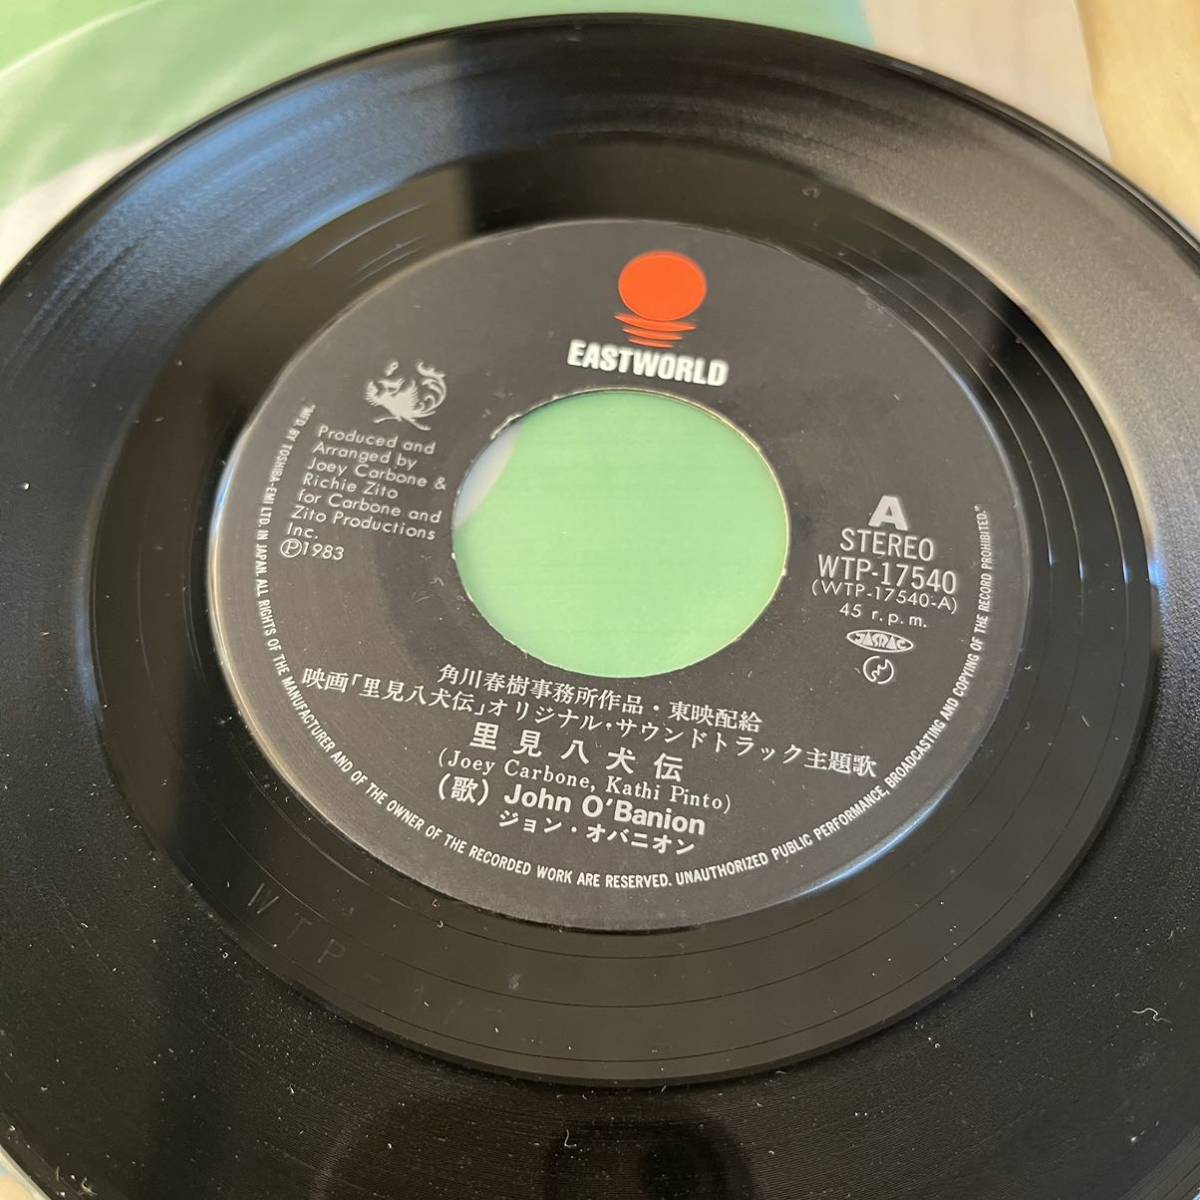 EASTWORLD
Produced and
Arranged by
Joey Carbone &
Richie Zito
for Carbone and
Zito Productions
Inc.
Ⓟ1983
A
STEREO
WTP-17540
(WTP-17540-A)
45 r.p.m.
JASRAC
角川春樹事務所作品・東映配給
映画「里見八犬伝」オリジナル・サウンドトラック主題歌
里見八犬伝
(Joey Carbone, Kathi Pinto)
(歌) John O'Banion
ジョン・オバニオン
"MFD. BY TOSHIBA-EMI LTD. IN JAPAN. ALL RIGHTS OF THE MANUFACTURER AND OF THE OWNER OF THE RECORDED WORK ARE RESERVED. UNAUTHORIZED PUBLIC PERFORMANCE, BROADCASTING AND COPYING OF THE RECORD PROHIBITED."
WTP-